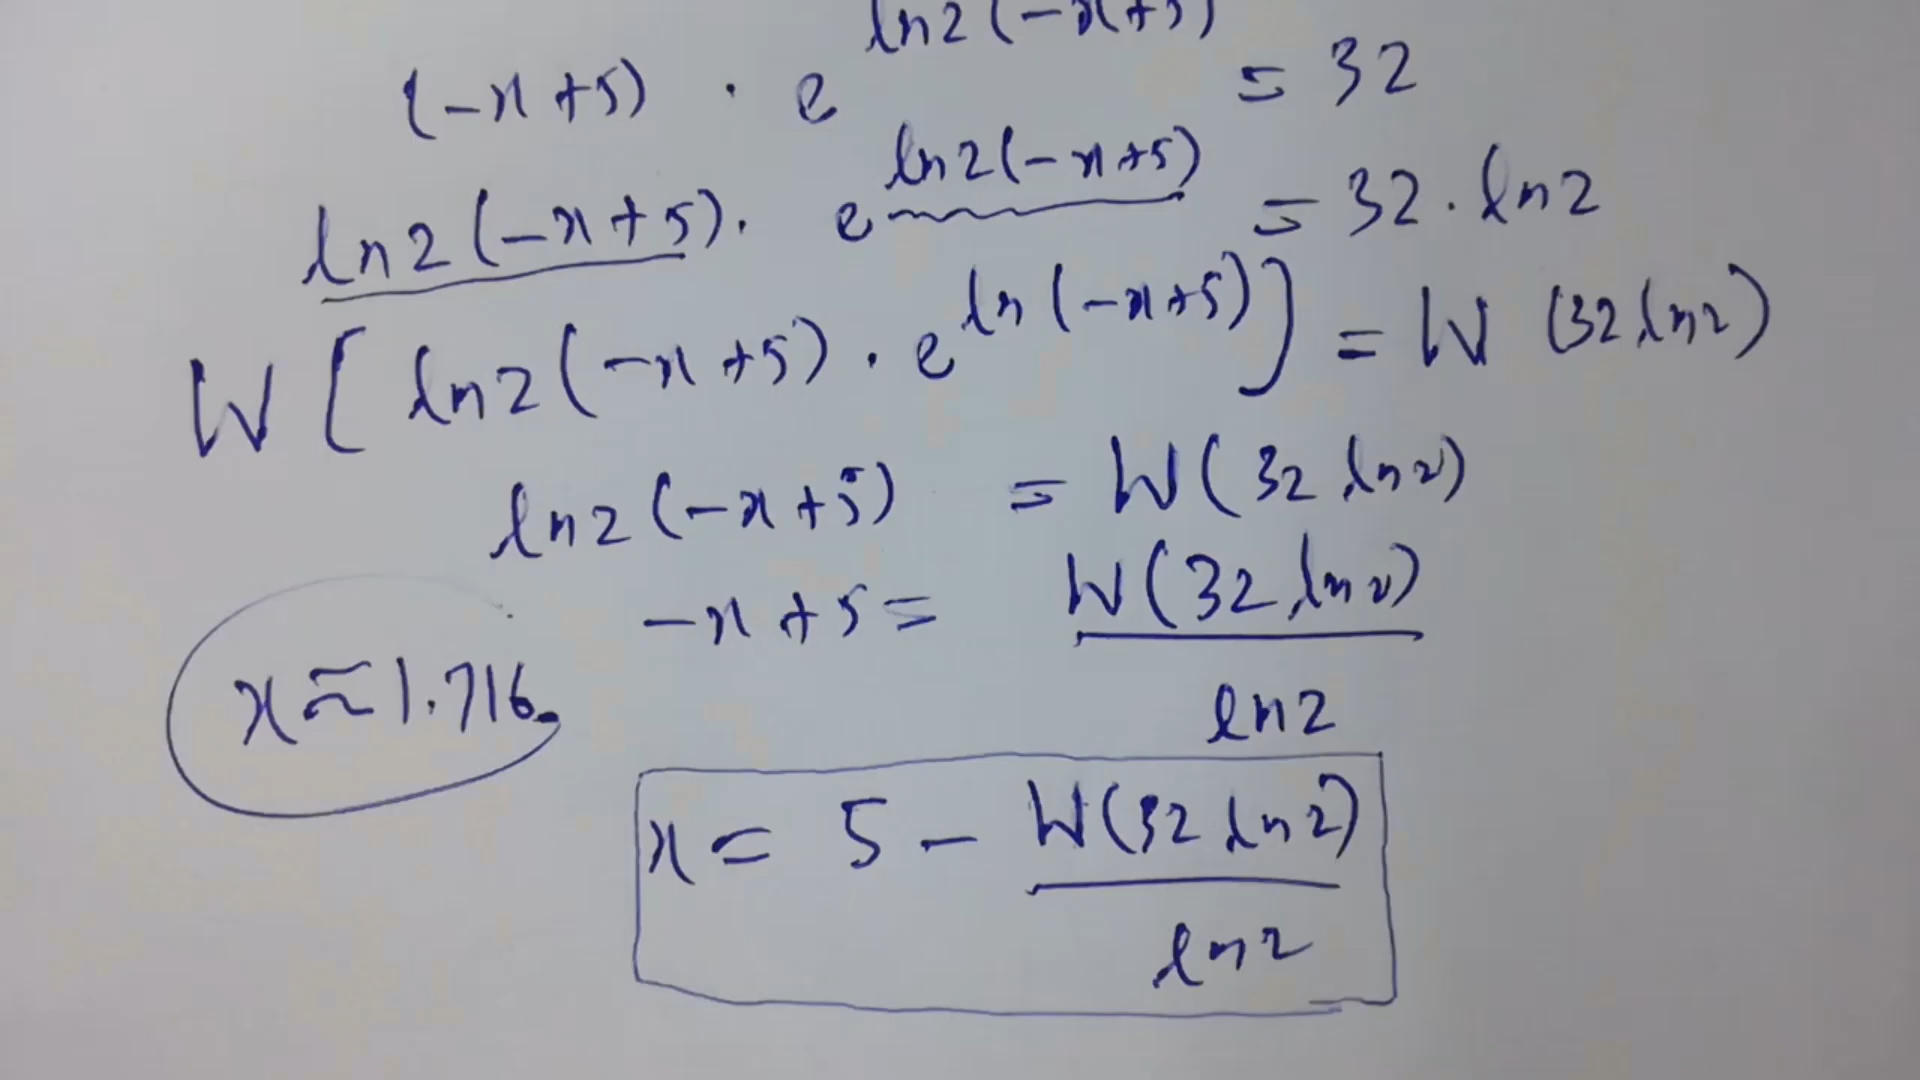 (-x+5) · e^{ln2(-x+5)} = 32
ln2(-x+5). e^{ln2(-x+5)} = 32.ln2
W[ln2(-x+5).e^{ln(-x+5)}] = W (32.ln2)
ln2(-x+5) = W(32.ln2)
-x+5 = W(32.ln2)/ln2
x≈1.716.
x = 5 - W(32 ln2)/ln2